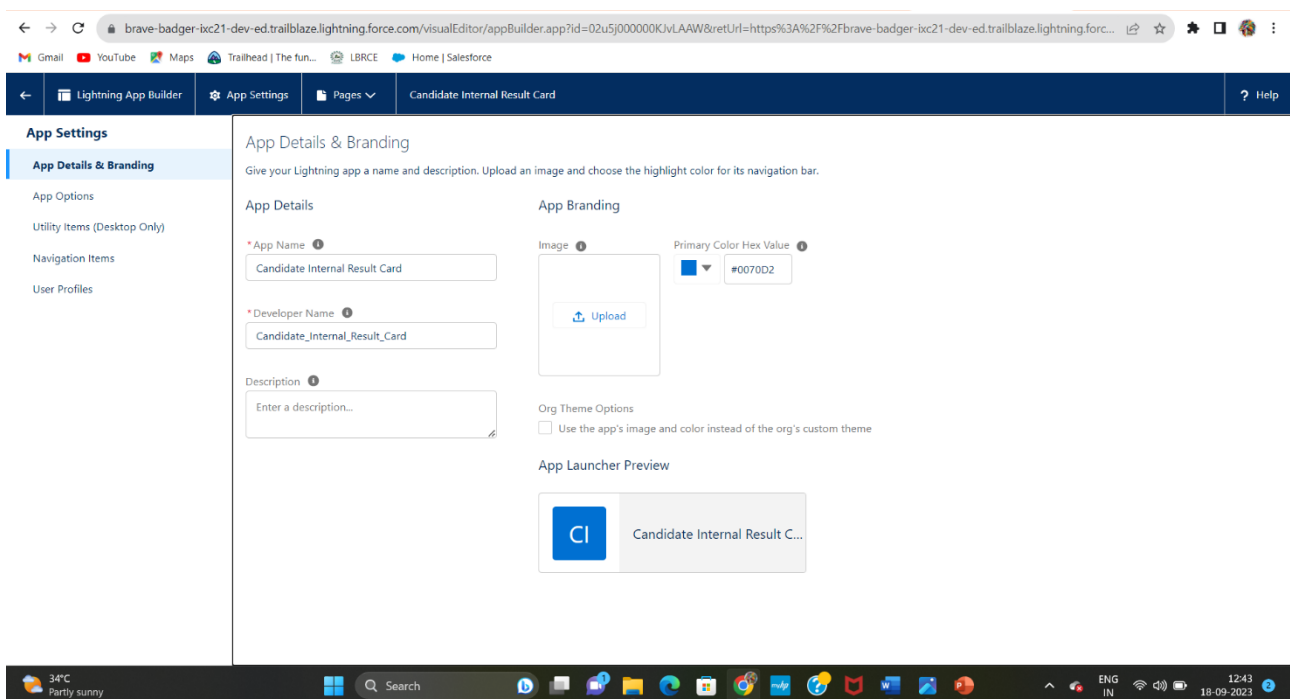 brave-badger-ixc21-dev-ed.trailblaze.lightning.force.com/visualEditor/appBuilder.app?id=02u5j000000KJvLAAW&retUrl=https%3A%2F%2Fbrave-badger-ixc21-dev-ed.trailblaze.lightning.forc...
Gmail YouTube Maps Trailhead | The fun... LBRCE Home | Salesforce
Lightning App Builder App Settings Pages Candidate Internal Result Card ? Help
App Settings
App Details & Branding
App Options
Utility Items (Desktop Only)
Navigation Items
User Profiles
App Details & Branding
Give your Lightning app a name and description. Upload an image and choose the highlight color for its navigation bar.
App Details
*App Name
Candidate Internal Result Card
*Developer Name
Candidate_Internal_Result_Card
Description
Enter a description...
App Branding
Image
Upload
Primary Color Hex Value
#0070D2
Org Theme Options
Use the app's image and color instead of the org's custom theme
App Launcher Preview
CI Candidate Internal Result C...
34°C
Partly sunny
Search
ENG
IN
12:43
18-09-2023
2